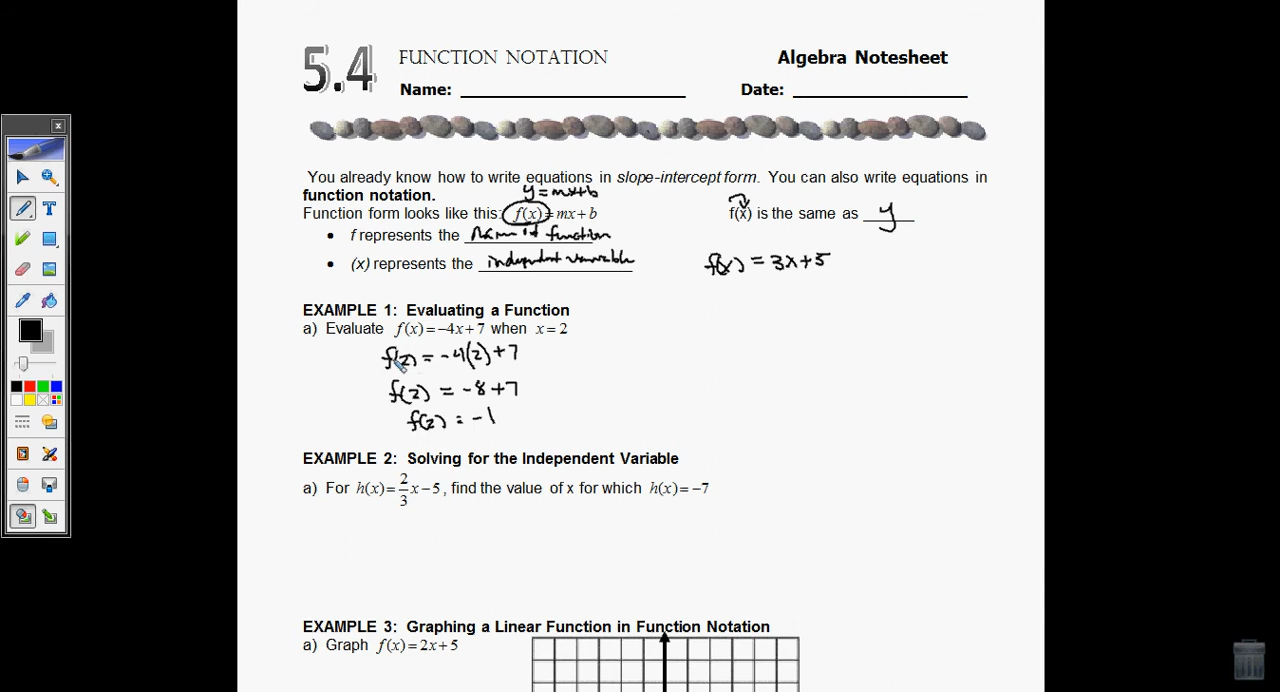 5.4 FUNCTION NOTATION Algebra Notesheet
Name: Date:
You already know how to write equations in slope-intercept form. You can also write equations in
function notation. y = mx+b
Function form looks like this: f(x) = mx + b f(x) is the same as y
• f represents the Name of function
• (x) represents the independent variable f(x) = 3x+5
EXAMPLE 1: Evaluating a Function
a) Evaluate f(x) = −4x + 7 when x = 2
f(2) = -4(2) + 7
f(2) = -8 + 7
f(2) = -1
EXAMPLE 2: Solving for the Independent Variable
a) For h(x) = 2/3 x − 5, find the value of x for which h(x) = −7
EXAMPLE 3: Graphing a Linear Function in Function Notation
a) Graph f(x) = 2x + 5